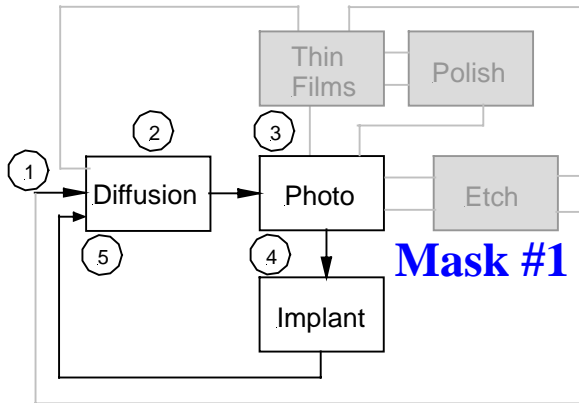 Thin
Films
Polish
2
3
1
Diffusion
Photo
Etch
5
4
Mask #1
Implant